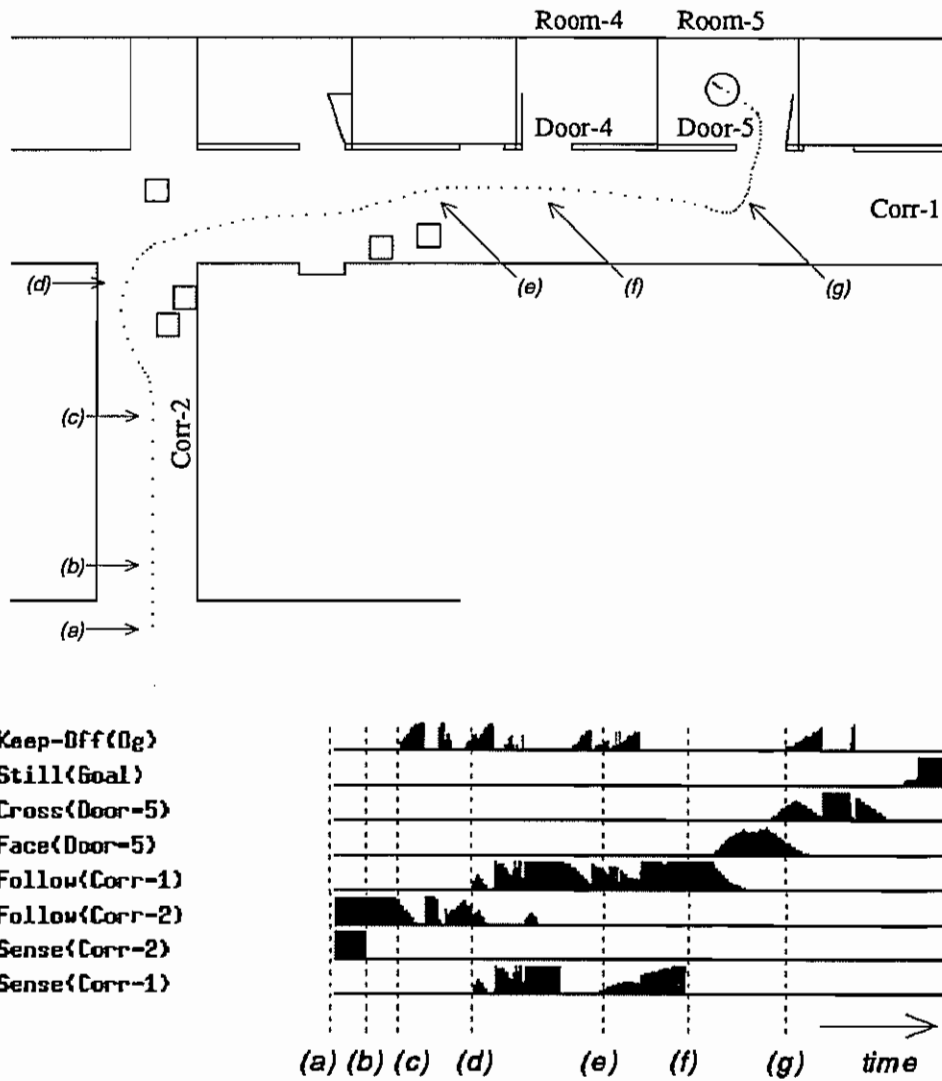 Room-4 Room-5
Door-4 Door-5
Corr-1
(d) (e) (f) (g)
(c)
Corr-2
(b)
(a)
Keep-Off(Og)
Still(Goal)
Cross(Door-5)
Face(Door-5)
Follow(Corr-1)
Follow(Corr-2)
Sense(Corr-2)
Sense(Corr-1)
(a) (b) (c) (d) (e) (f) (g) time